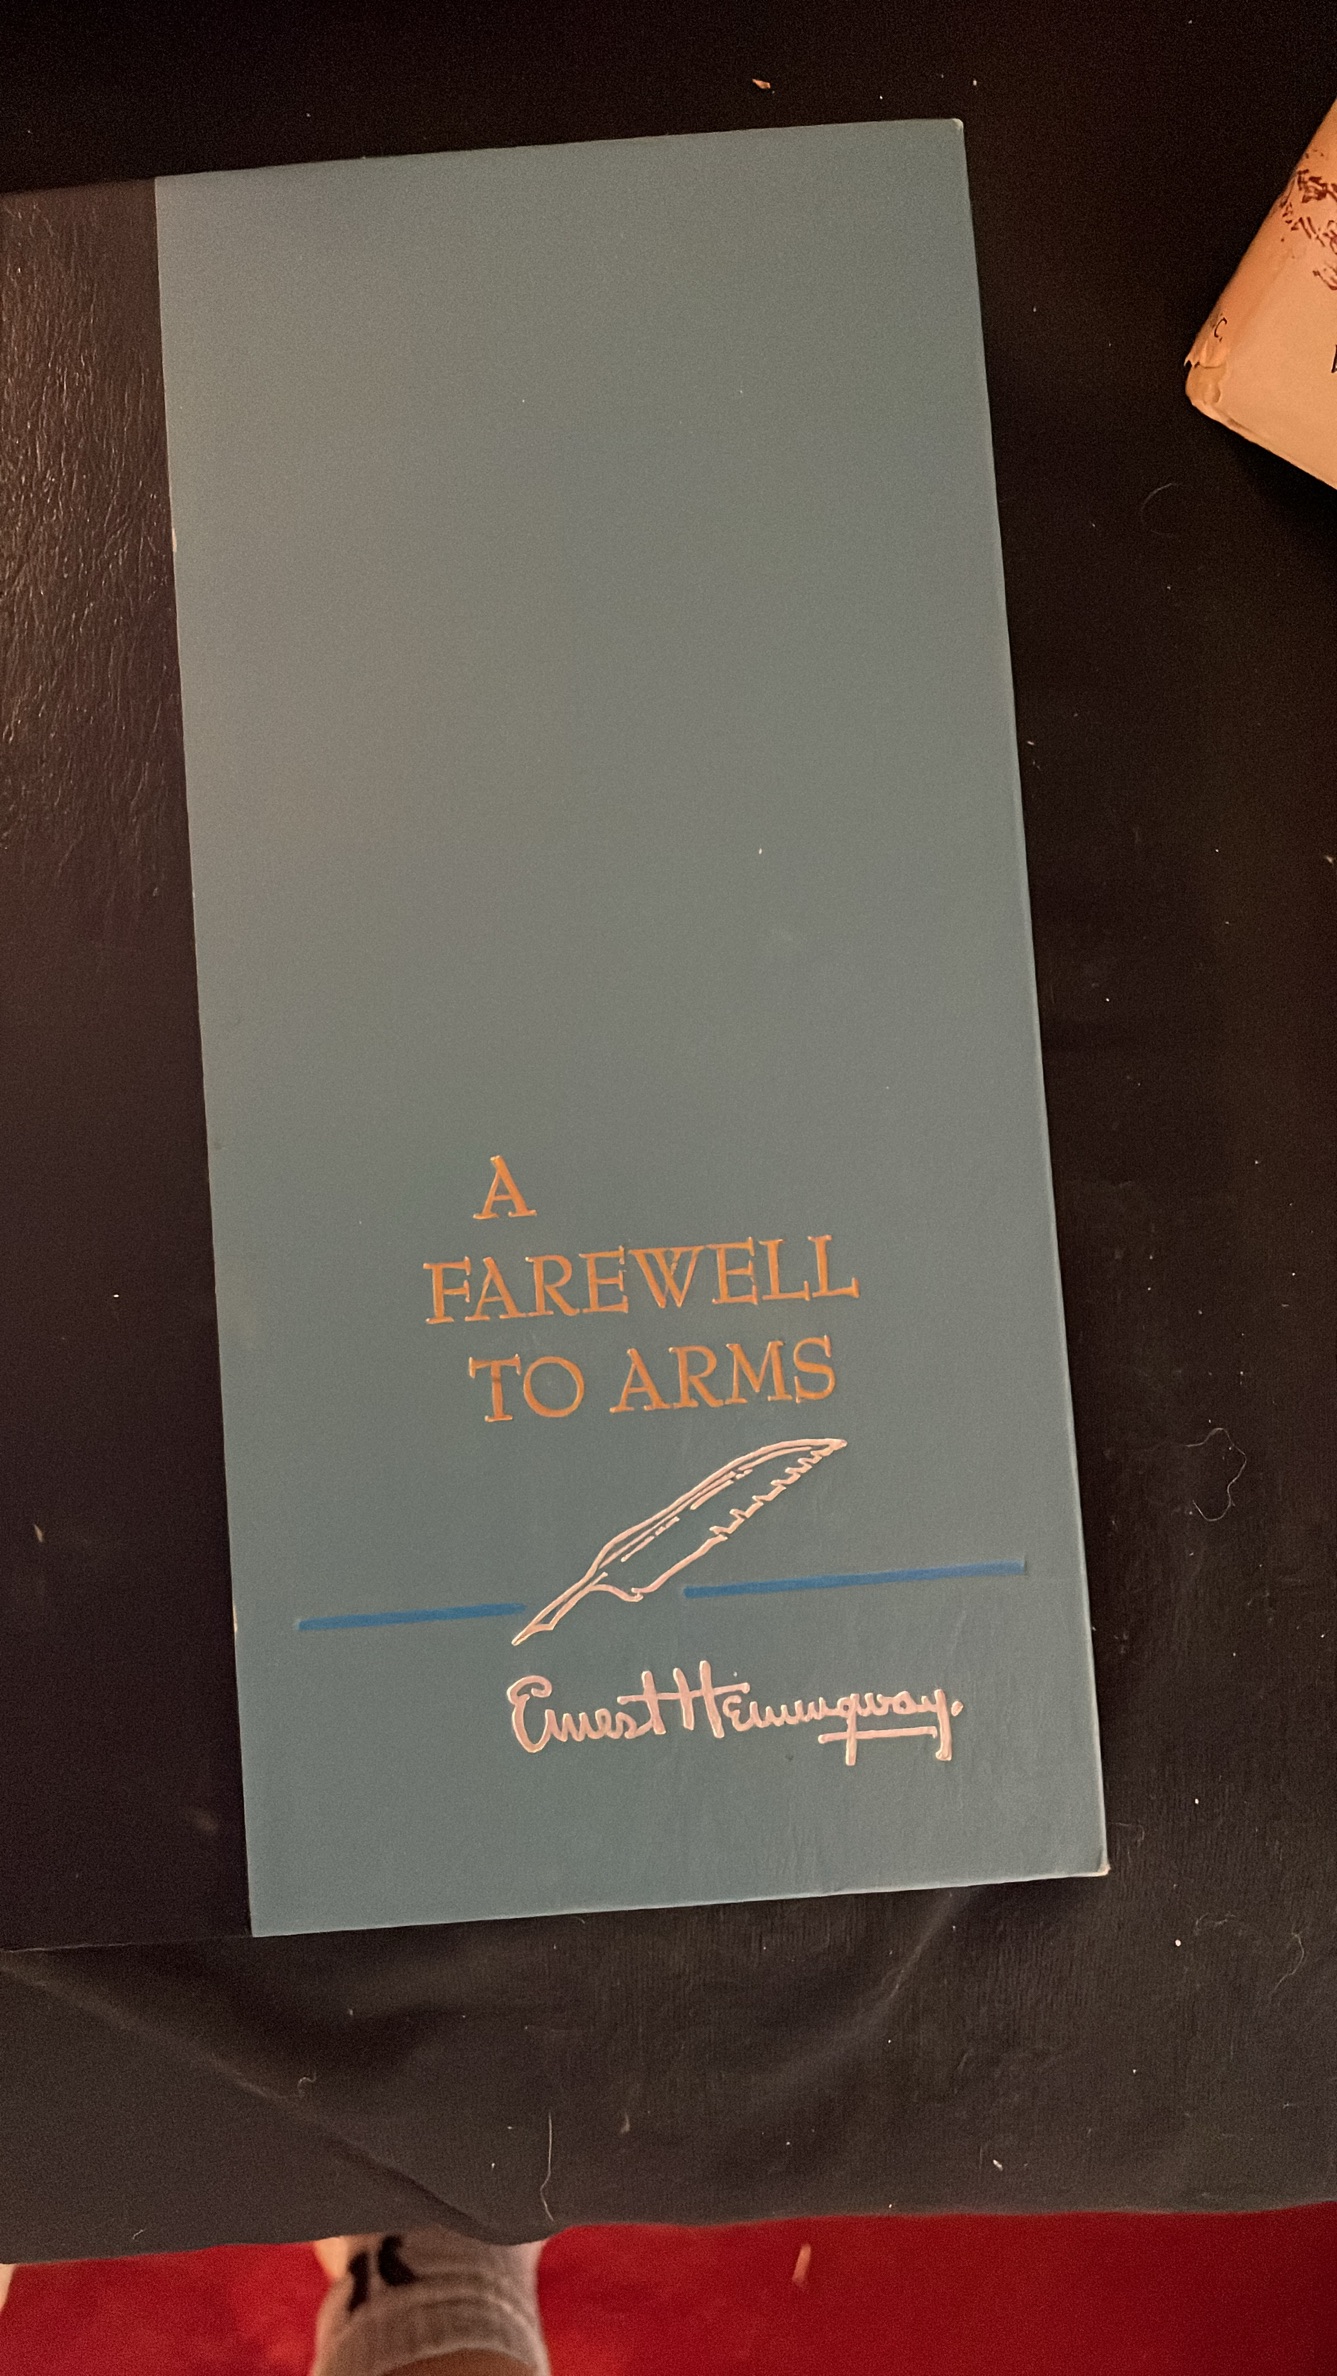 A
FAREWELL
TO ARMS
Ernest Hemingway.